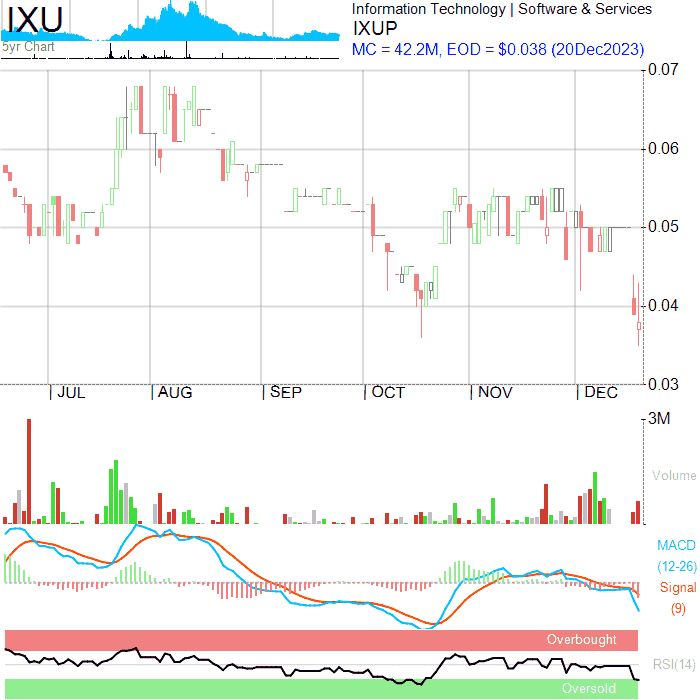 IXU
5yr Chart
Information Technology | Software & Services
IXUP
MC = 42.2M, EOD = $0.038 (20Dec2023)
0.07
0.06
0.05
0.04
0.03
JUL AUG SEP OCT NOV DEC
3M
Volume
MACD
(12-26)
Signal
(9)
Overbought
RSI(14)
Oversold